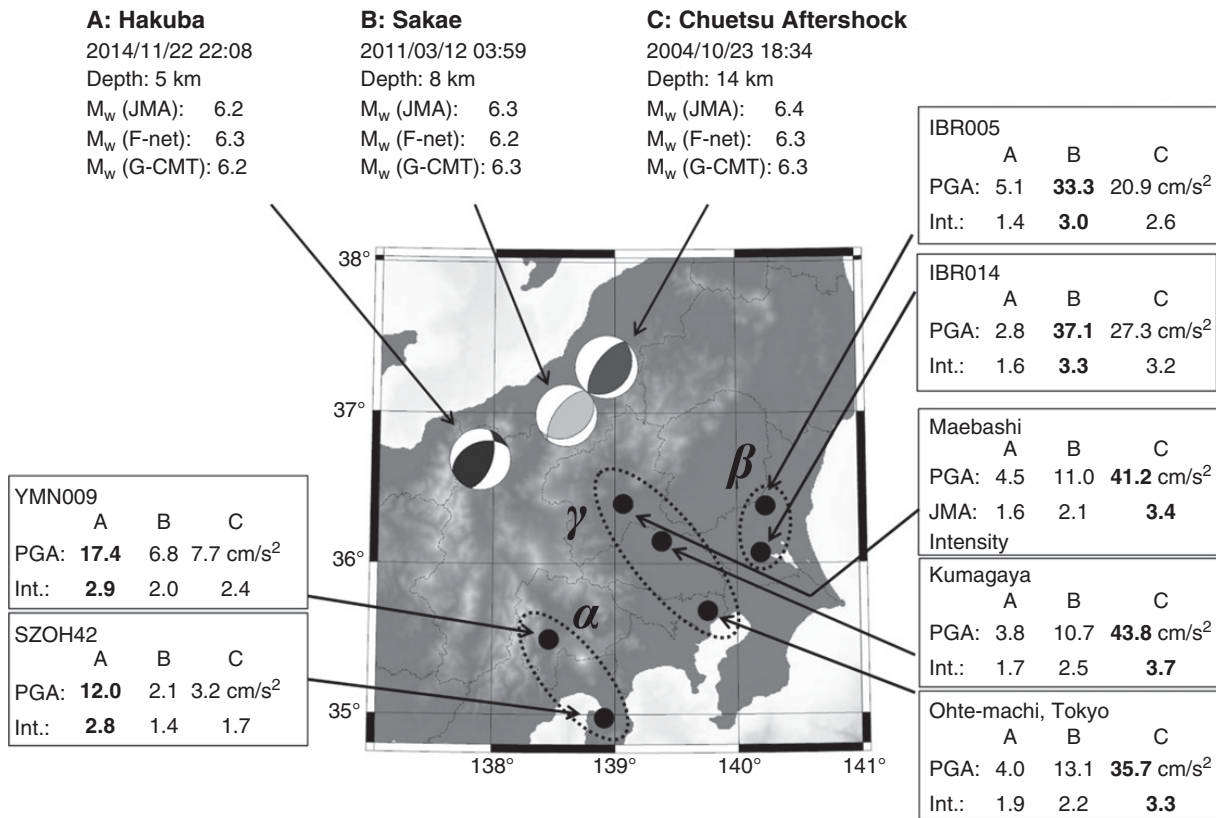 A: Hakuba
2014/11/22 22:08
Depth: 5 km
Mw (JMA): 6.2
Mw (F-net): 6.3
Mw (G-CMT): 6.2
B: Sakae
2011/03/12 03:59
Depth: 8 km
Mw (JMA): 6.3
Mw (F-net): 6.2
Mw (G-CMT): 6.3
C: Chuetsu Aftershock
2004/10/23 18:34
Depth: 14 km
Mw (JMA): 6.4
Mw (F-net): 6.3
Mw (G-CMT): 6.3
IBR005
A B C
PGA: 5.1 33.3 20.9 cm/s²
Int.: 1.4 3.0 2.6
IBR014
A B C
PGA: 2.8 37.1 27.3 cm/s²
Int.: 1.6 3.3 3.2
Maebashi
A B C
PGA: 4.5 11.0 41.2 cm/s²
JMA: 1.6 2.1 3.4
Intensity
Kumagaya
A B C
PGA: 3.8 10.7 43.8 cm/s²
Int.: 1.7 2.5 3.7
Ohte-machi, Tokyo
A B C
PGA: 4.0 13.1 35.7 cm/s²
Int.: 1.9 2.2 3.3
YMN009
A B C
PGA: 17.4 6.8 7.7 cm/s²
Int.: 2.9 2.0 2.4
SZOH42
A B C
PGA: 12.0 2.1 3.2 cm/s²
Int.: 2.8 1.4 1.7
38°
37°
36°
35°
138°
139°
140°
141°
β
γ
α